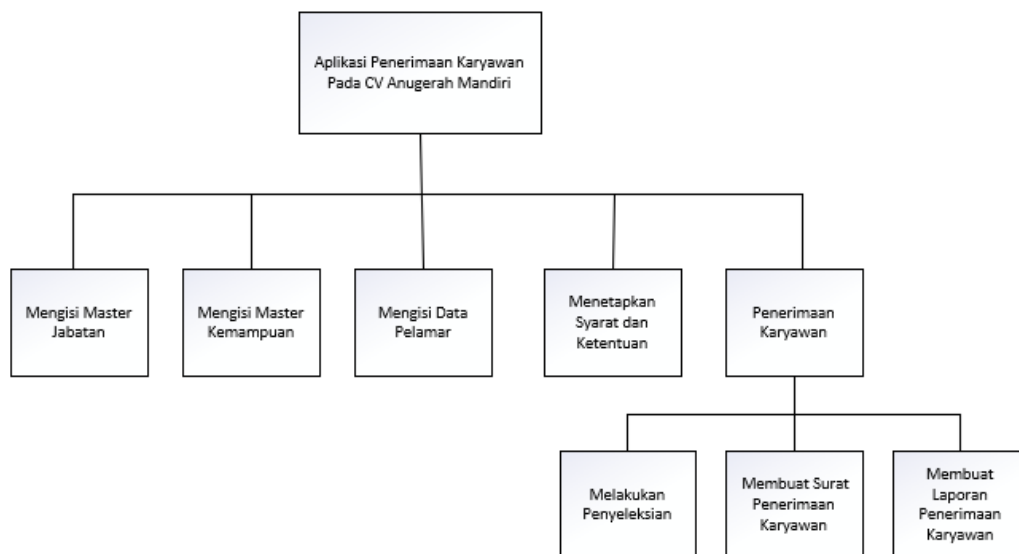 Aplikasi Penerimaan Karyawan
Pada CV Anugerah Mandiri
Mengisi Master
Jabatan
Mengisi Master
Kemampuan
Mengisi Data
Pelamar
Menetapkan
Syarat dan
Ketentuan
Penerimaan
Karyawan
Melakukan
Penyeleksian
Membuat Surat
Penerimaan
Karyawan
Membuat
Laporan
Penerimaan
Karyawan